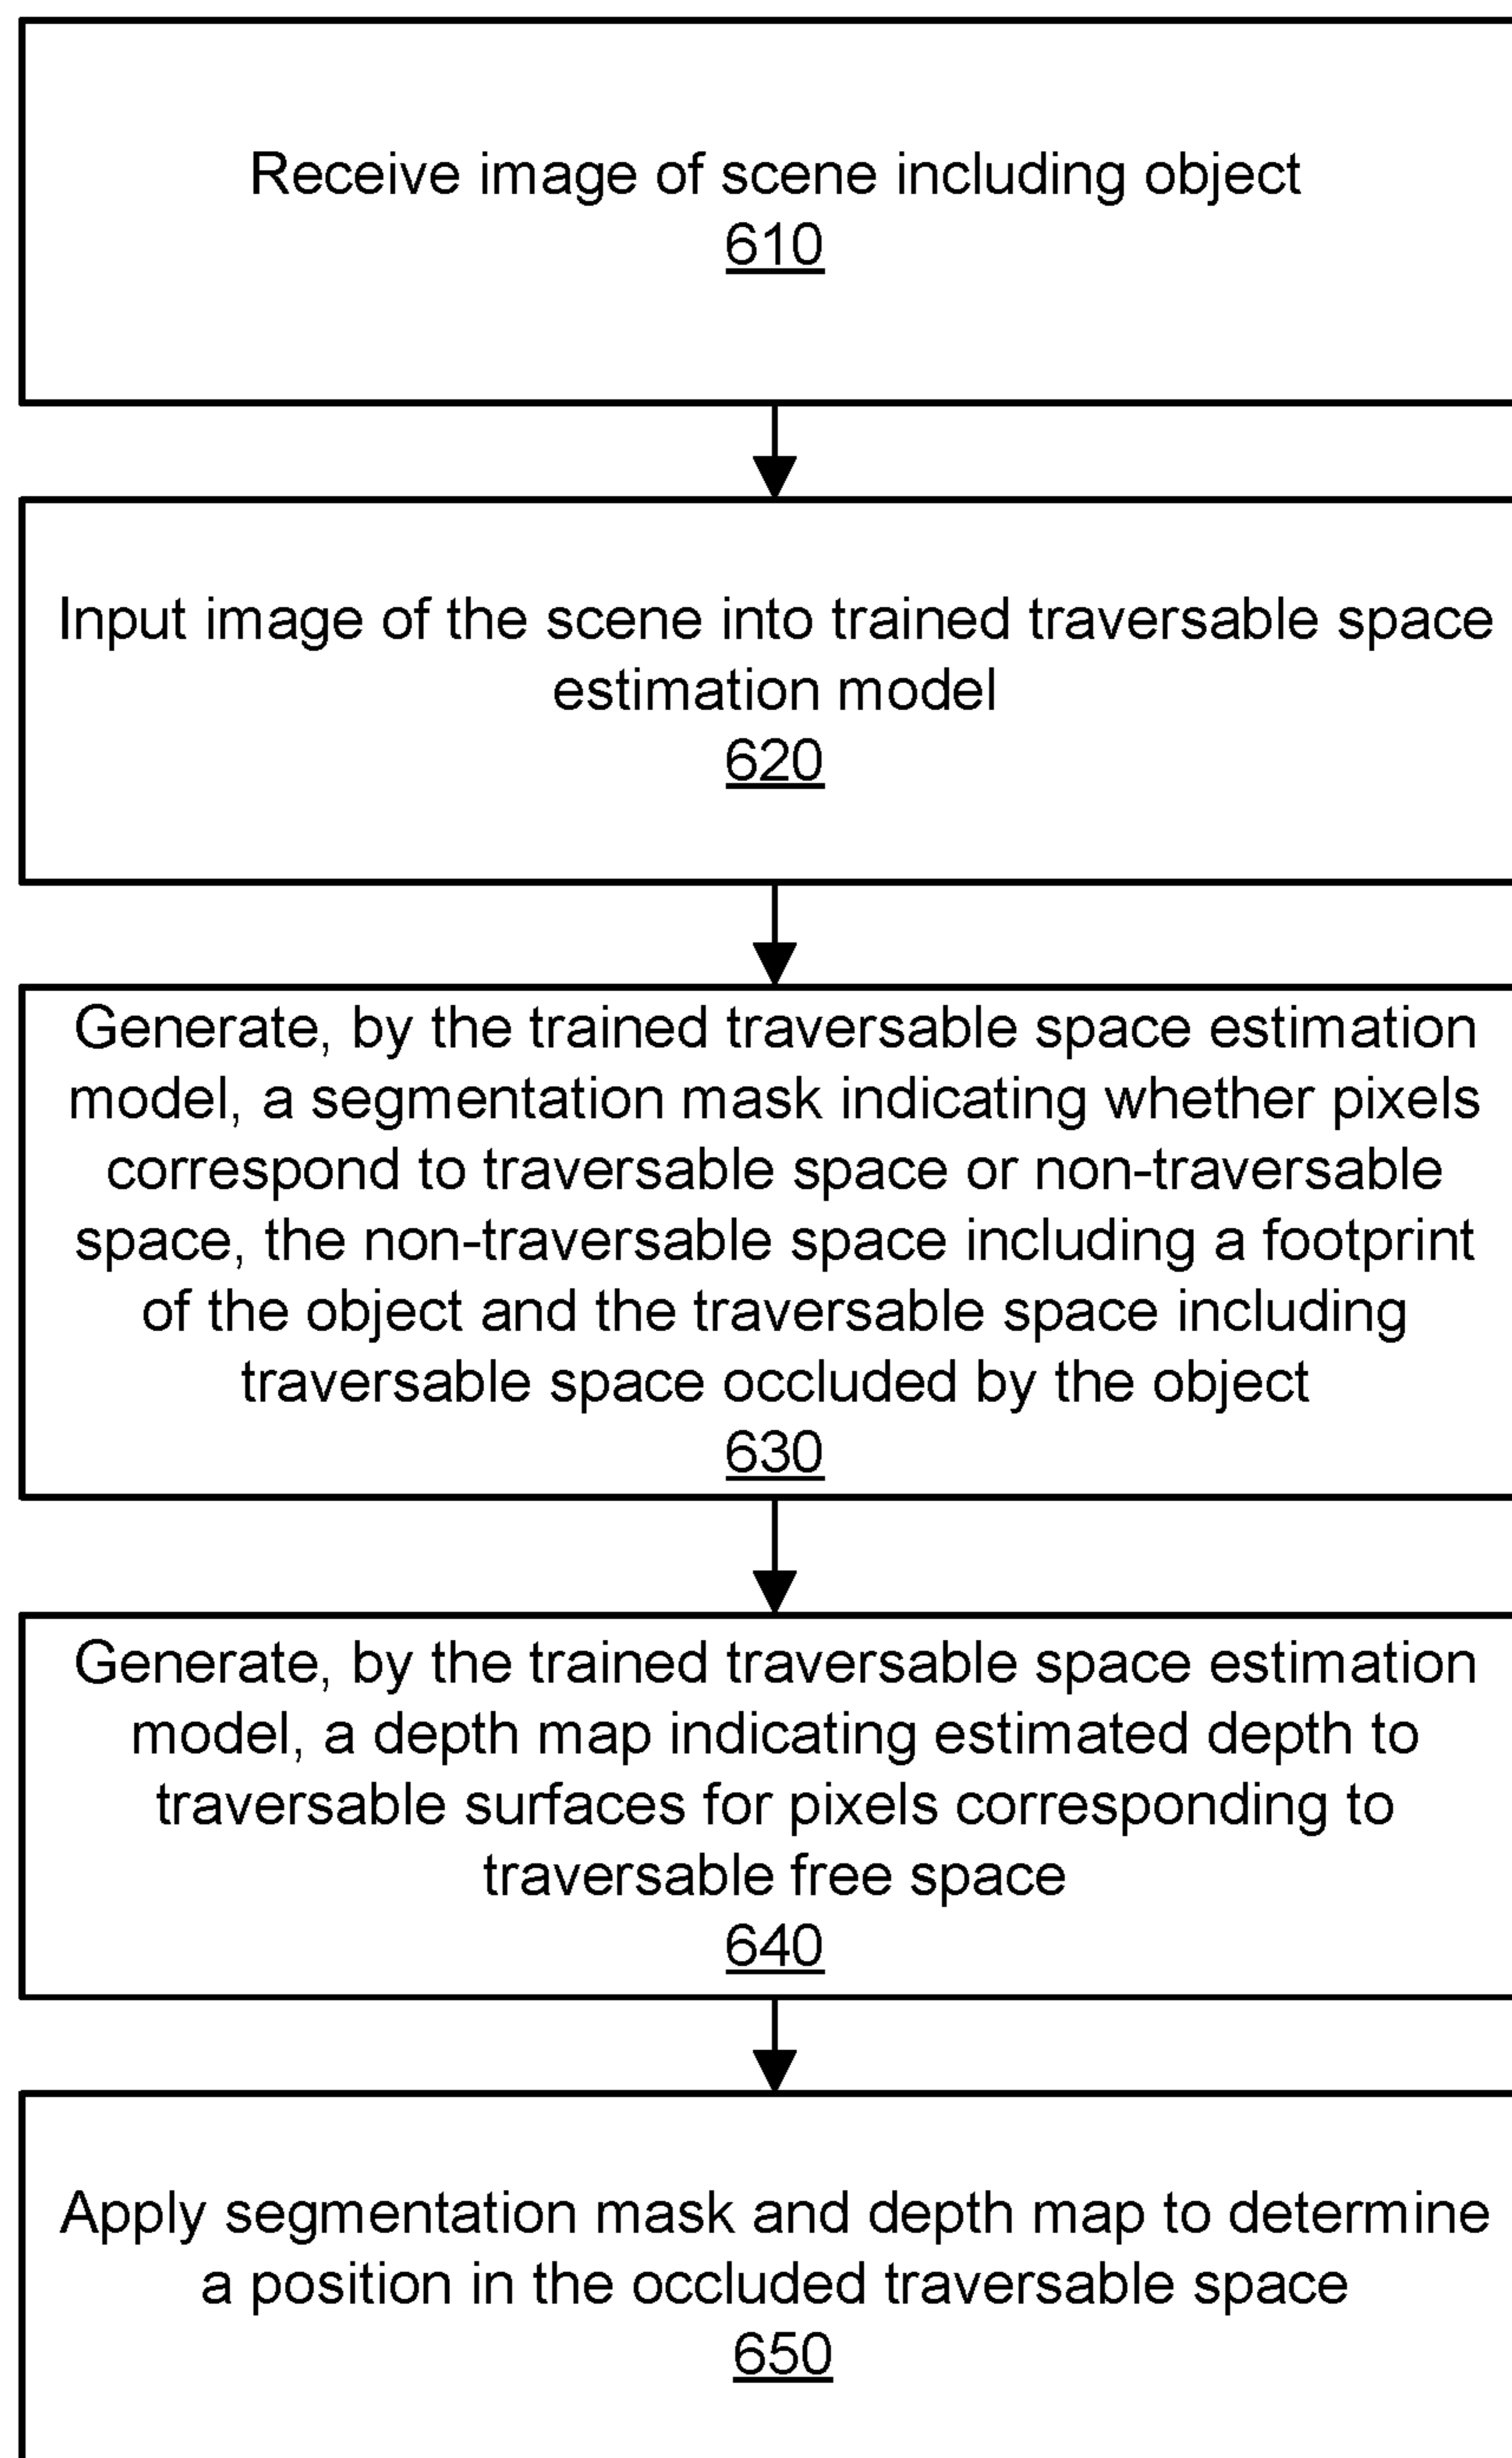 Receive image of scene including object
610
Input image of the scene into trained traversable space
estimation model
620
Generate, by the trained traversable space estimation
model, a segmentation mask indicating whether pixels
correspond to traversable space or non-traversable
space, the non-traversable space including a footprint
of the object and the traversable space including
traversable space occluded by the object
630
Generate, by the trained traversable space estimation
model, a depth map indicating estimated depth to
traversable surfaces for pixels corresponding to
traversable free space
640
Apply segmentation mask and depth map to determine
a position in the occluded traversable space
650